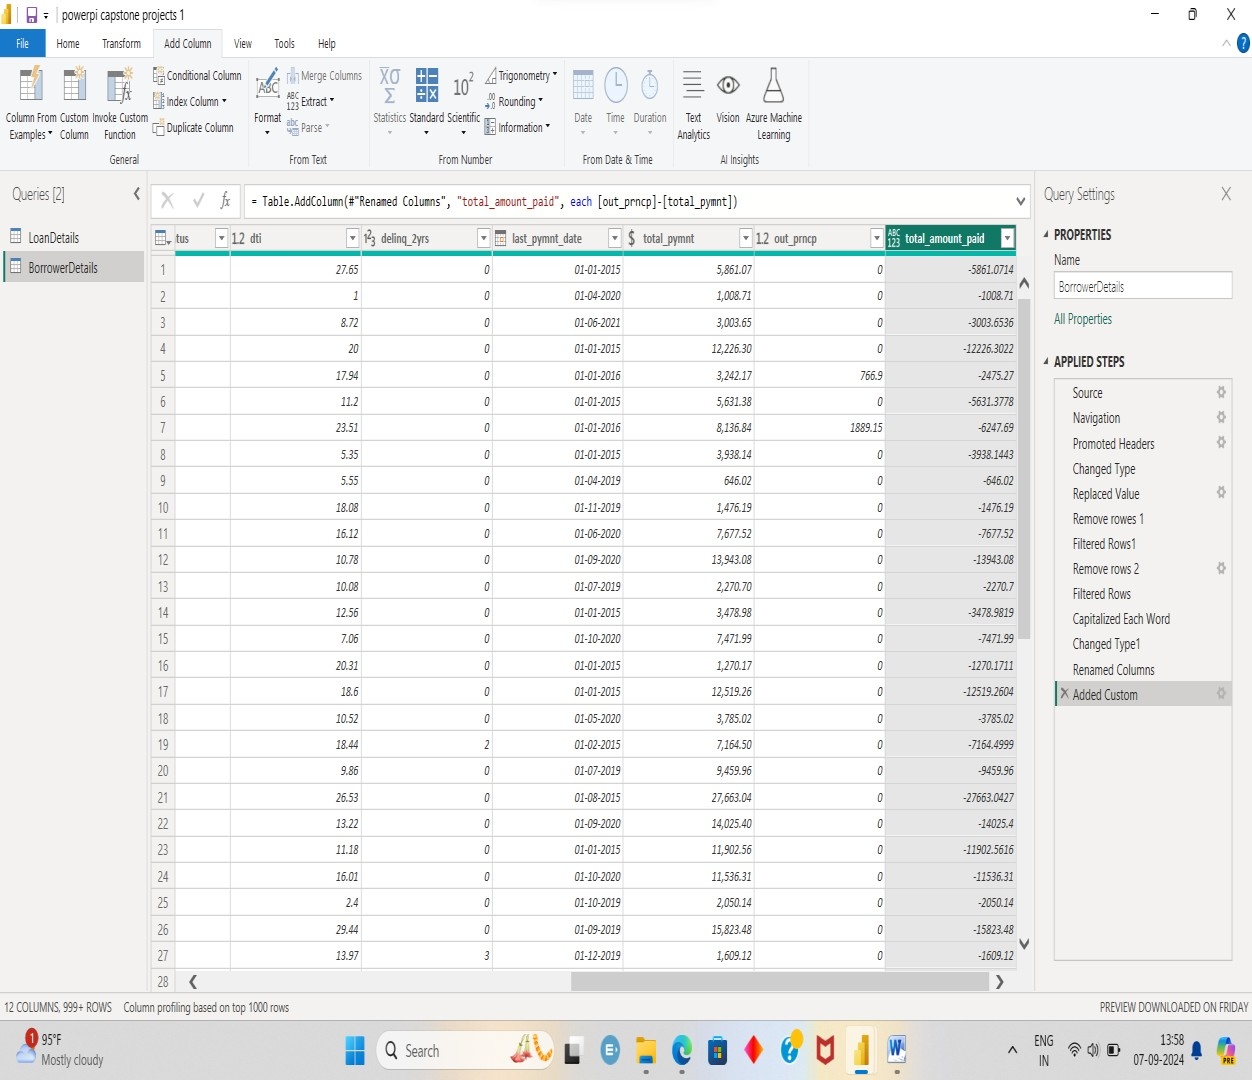 powerpi capstone projects 1
File Home Transform Add Column View Tools Help
Column From Examples
Custom Column
Invoke Custom Function
Conditional Column
Index Column
Duplicate Column
General
Format
Merge Columns
Extract
Parse
From Text
Statistics
Standard
Scientific
Trigonometry
Rounding
Information
From Number
Date
Time
Duration
From Date & Time
Text Analytics
Vision
Azure Machine Learning
AI Insights
Queries [2]
LoanDetails
BorrowerDetails
= Table.AddColumn(#"Renamed Columns", "total_amount_paid", each [out_prncp]-[total_pymnt])
tus 1.2 dti 123 delinq_2yrs last_pymnt_date $ total_pymnt 1.2 out_prncp ABC 123 total_amount_paid
1 27.65 0 01-01-2015 5,861.07 0 -5861.0714
2 1 0 01-04-2020 1,008.71 0 -1008.71
3 8.72 0 01-06-2021 3,003.65 0 -3003.6536
4 20 0 01-01-2015 12,226.30 0 -12226.3022
5 17.94 0 01-01-2016 3,242.17 766.9 -2475.27
6 11.2 0 01-01-2015 5,631.38 0 -5631.3778
7 23.51 0 01-01-2016 8,136.84 1889.15 -6247.69
8 5.35 0 01-01-2015 3,938.14 0 -3938.1443
9 5.55 0 01-04-2019 646.02 0 -646.02
10 18.08 0 01-11-2019 1,476.19 0 -1476.19
11 16.12 0 01-06-2020 7,677.52 0 -7677.52
12 10.78 0 01-09-2020 13,943.08 0 -13943.08
13 10.08 0 01-07-2019 2,270.70 0 -2270.7
14 12.56 0 01-01-2015 3,478.98 0 -3478.9819
15 7.06 0 01-10-2020 7,471.99 0 -7471.99
16 20.31 0 01-01-2015 1,270.17 0 -1270.1711
17 18.6 0 01-01-2015 12,519.26 0 -12519.2604
18 10.52 0 01-05-2020 3,785.02 0 -3785.02
19 18.44 2 01-02-2015 7,164.50 0 -7164.4999
20 9.86 0 01-07-2019 9,459.96 0 -9459.96
21 26.53 0 01-08-2015 27,663.04 0 -27663.0427
22 13.22 0 01-09-2020 14,025.40 0 -14025.4
23 11.18 0 01-01-2015 11,902.56 0 -11902.5616
24 16.01 0 01-10-2020 11,536.31 0 -11536.31
25 2.4 0 01-10-2019 2,050.14 0 -2050.14
26 29.44 0 01-09-2019 15,823.48 0 -15823.48
27 13.97 3 01-12-2019 1,609.12 0 -1609.12
28
Query Settings
PROPERTIES
Name
BorrowerDetails
All Properties
APPLIED STEPS
Source
Navigation
Promoted Headers
Changed Type
Replaced Value
Remove rowes 1
Filtered Rows1
Remove rows 2
Filtered Rows
Capitalized Each Word
Changed Type1
Renamed Columns
Added Custom
12 COLUMNS, 999+ ROWS Column profiling based on top 1000 rows
PREVIEW DOWNLOADED ON FRIDAY
1
95°F
Mostly cloudy
Search
ENG
IN
13:58
07-09-2024
PRE